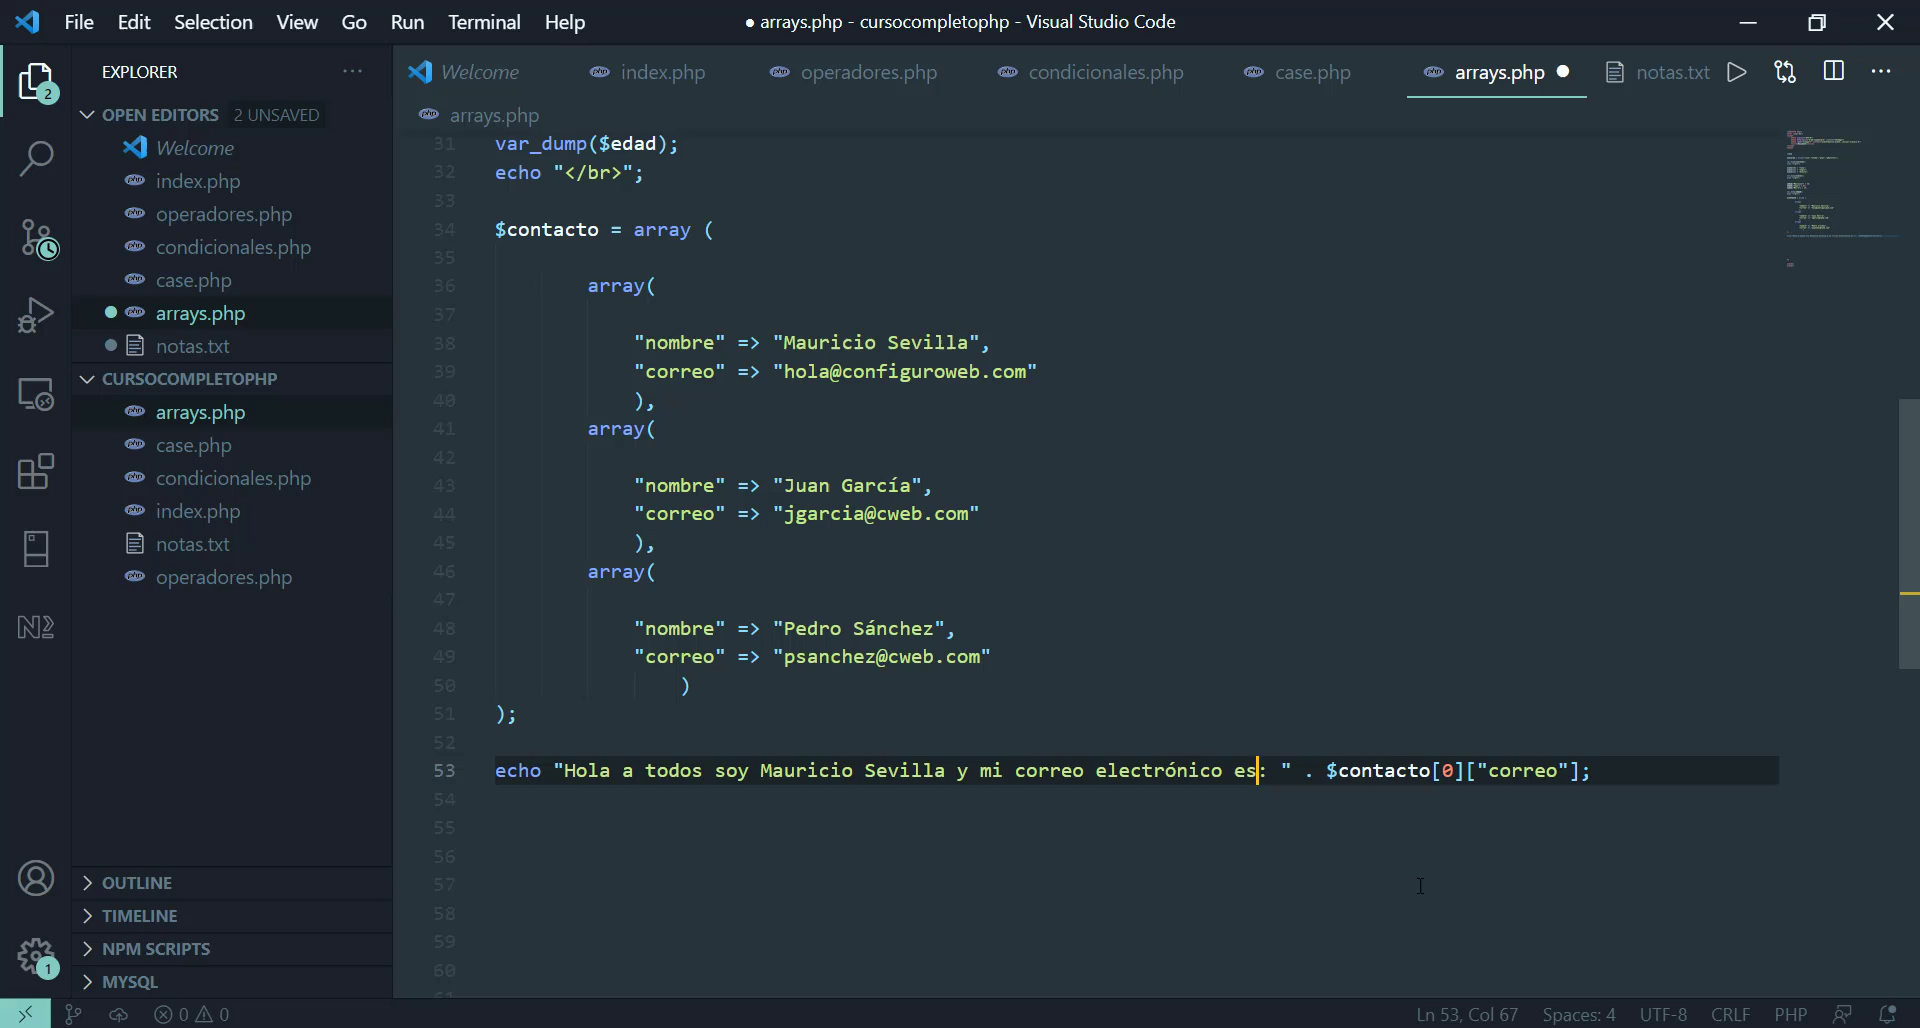 File Edit Selection View Go Run Terminal Help
● arrays.php - cursocompletophp - Visual Studio Code
EXPLORER
OPEN EDITORS 2 UNSAVED
Welcome
index.php
operadores.php
condicionales.php
case.php
arrays.php
notas.txt
CURSOCOMPLETOPHP
arrays.php
case.php
condicionales.php
index.php
notas.txt
operadores.php
OUTLINE
TIMELINE
NPM SCRIPTS
MYSQL
2
1
Welcome index.php operadores.php condicionales.php case.php arrays.php notas.txt
arrays.php
31 var_dump($edad);
32 echo "</br>";
33
34 $contacto = array (
35
36 array(
37
38 "nombre" => "Mauricio Sevilla",
39 "correo" => "hola@configuroweb.com"
40 ),
41 array(
42
43 "nombre" => "Juan García",
44 "correo" => "jgarcia@cweb.com"
45 ),
46 array(
47
48 "nombre" => "Pedro Sánchez",
49 "correo" => "psanchez@cweb.com"
50 )
51 );
52
53 echo "Hola a todos soy Mauricio Sevilla y mi correo electrónico es: " . $contacto[0]["correo"];
54
55
56
57
58
59
60
0 0
Ln 53, Col 67 Spaces: 4 UTF-8 CRLF PHP